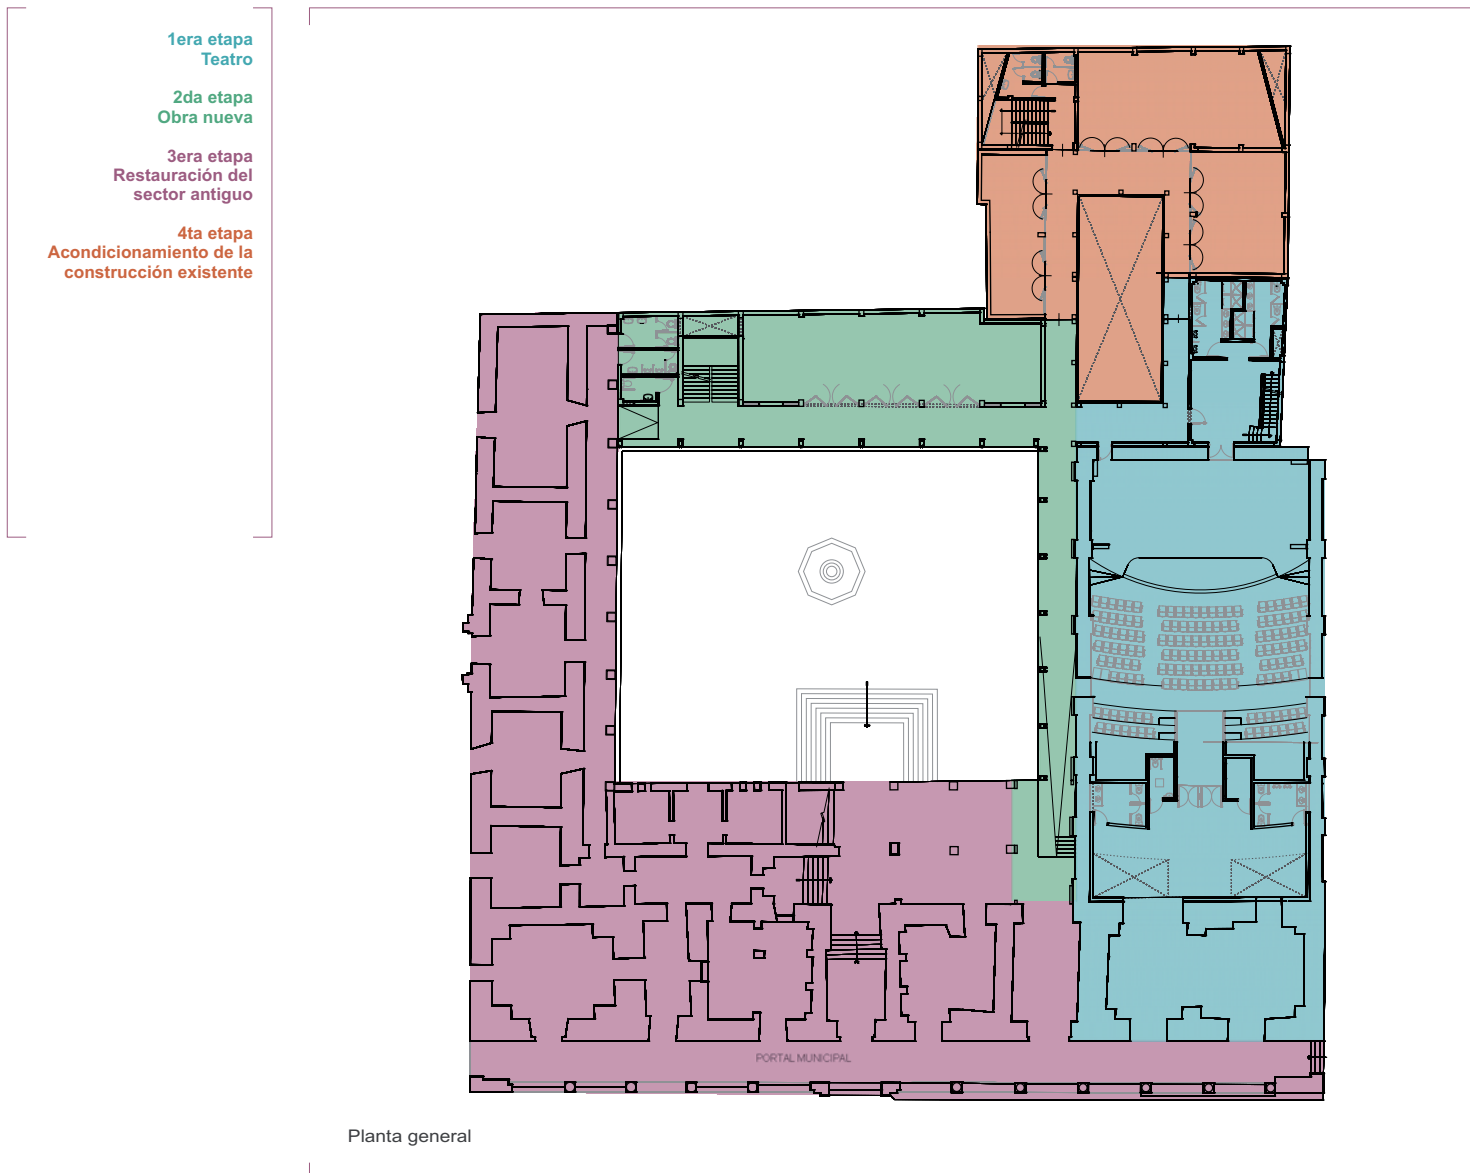 1era etapa
Teatro
2da etapa
Obra nueva
3era etapa
Restauración del
sector antiguo
4ta etapa
Acondicionamiento de la
construcción existente
PORTAL MUNICIPAL
Planta general